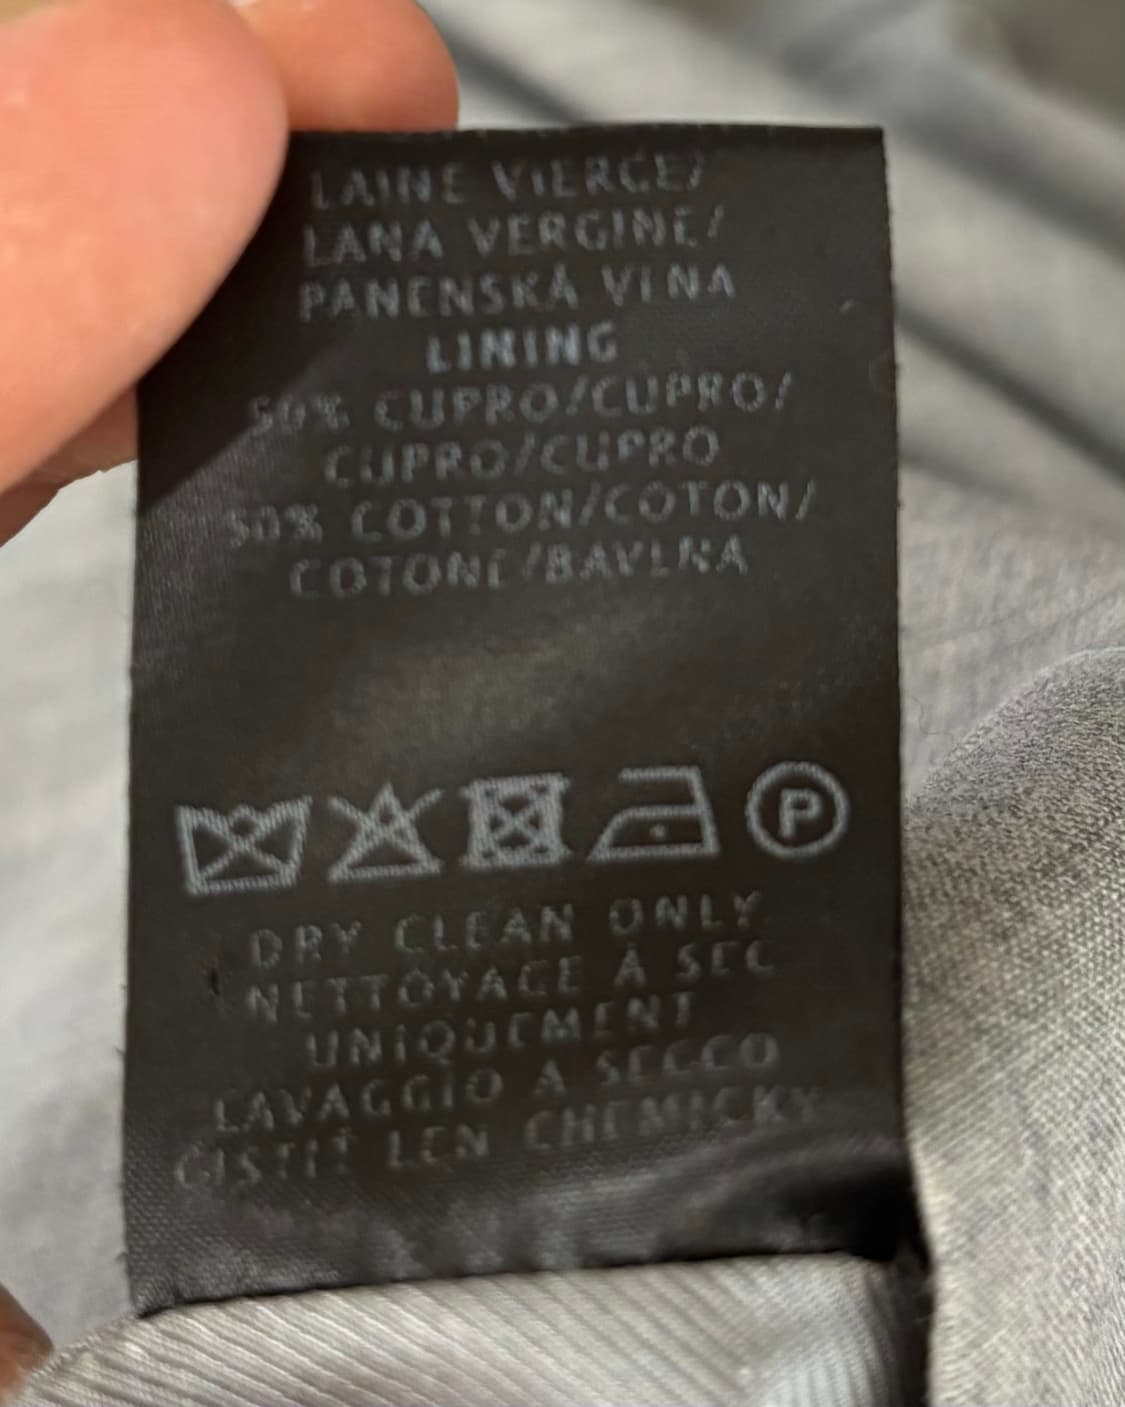 LAINE VIERGE/
LANA VERGINE/
PANENSKÁ VLNA
LINING
50% CUPRO/CUPRO/
CUPRO/CUPRO
50% COTTON/COTON/
COTONE/BAVLNA
P
DRY CLEAN ONLY
NETTOYAGE À SEC
UNIQUEMENT
LAVAGGIO A SECCO
ČISTIT LEN CHEMICKY